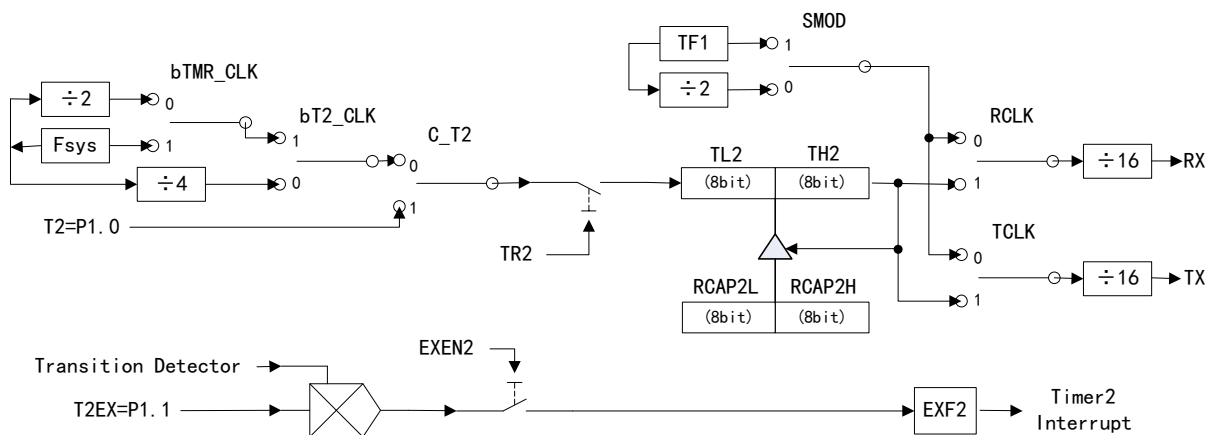 SMOD
TF1
1
÷2
0
bTMR_CLK
÷2
0
bT2_CLK
Fsys
1
1
C_T2
0
÷4
0
1
T2=P1.0
TR2
TL2
TH2
(8bit)
(8bit)
RCAP2L
RCAP2H
(8bit)
(8bit)
RCLK
0
1
÷16
RX
TCLK
0
1
÷16
TX
EXEN2
Transition Detector
T2EX=P1.1
EXF2
Timer2
Interrupt